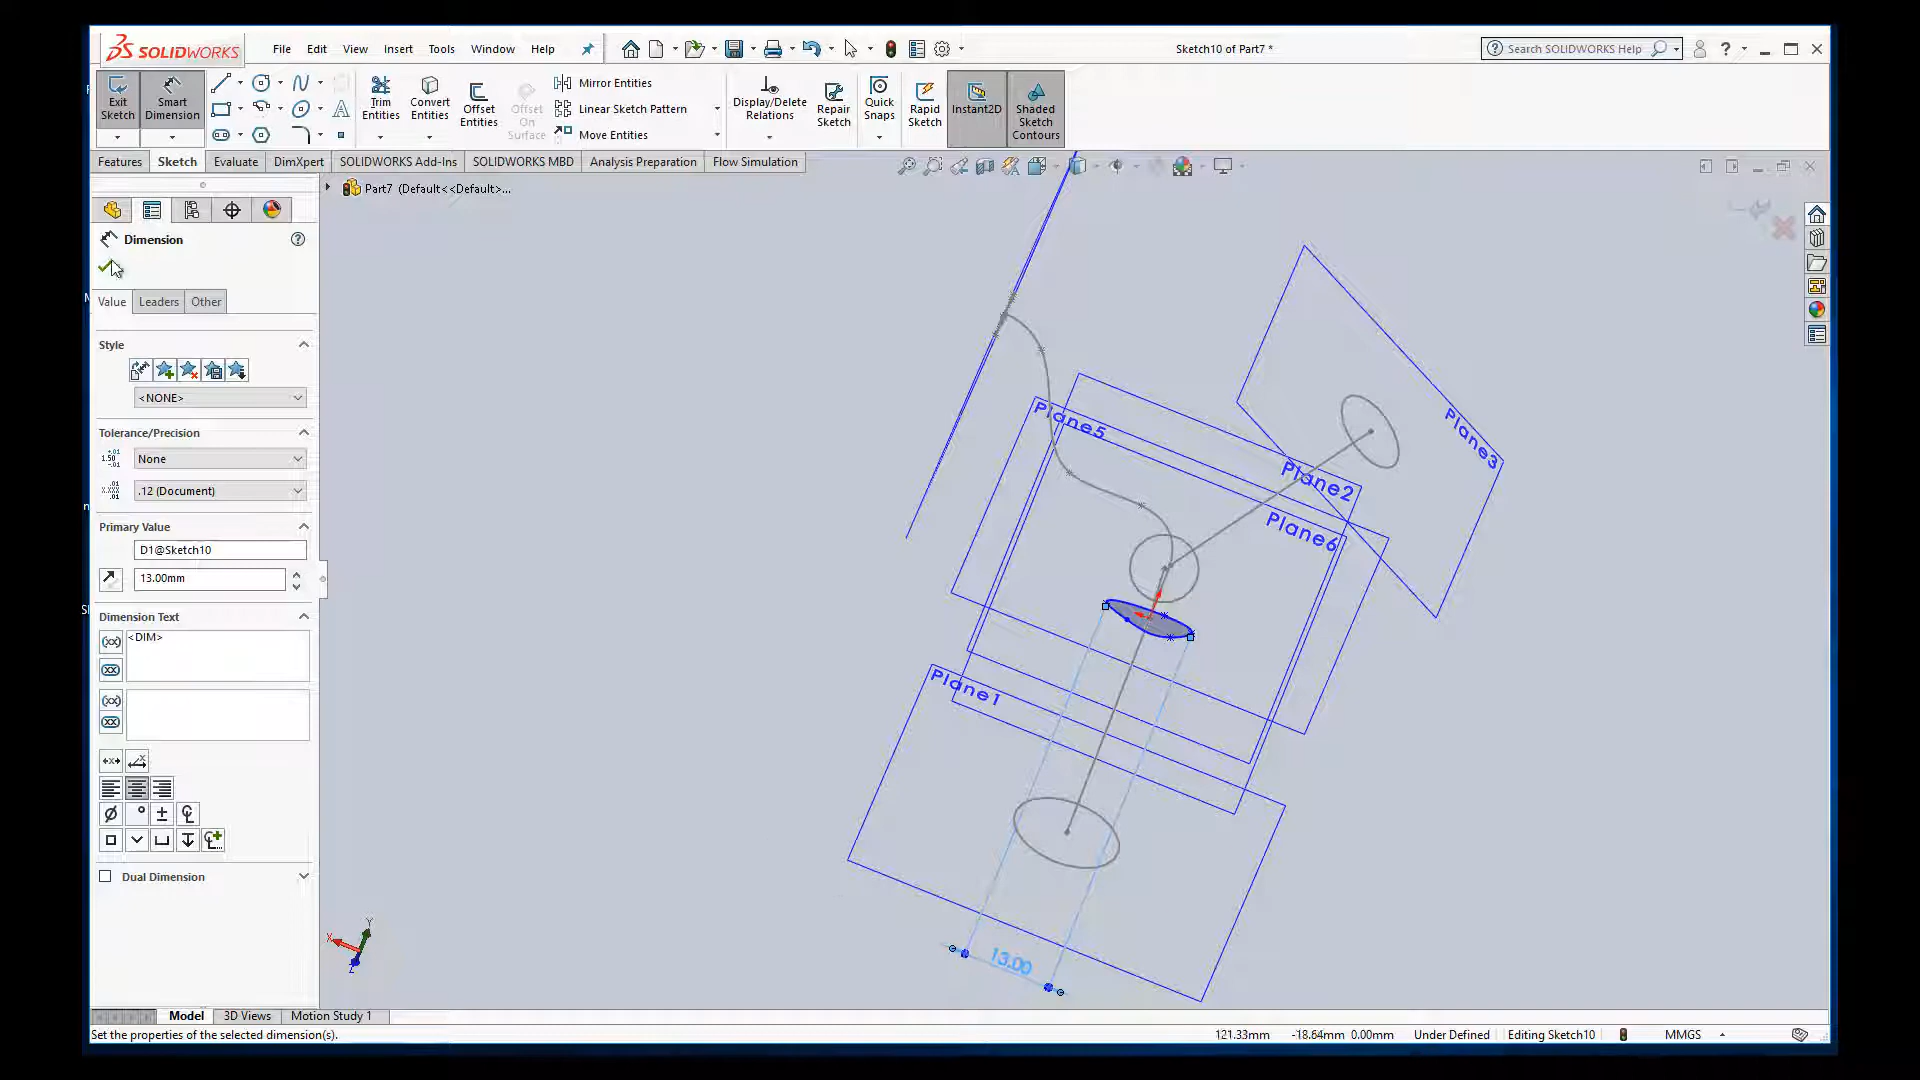 SOLIDWORKS
File Edit View Insert Tools Window Help
Sketch10 of Part7 *
Search SOLIDWORKS Help
Exit Sketch
Smart Dimension
Trim Entities
Convert Entities
Offset Entities
Offset On Surface
Mirror Entities
Linear Sketch Pattern
Move Entities
Display/Delete Relations
Repair Sketch
Quick Snaps
Rapid Sketch
Instant2D
Shaded Sketch Contours
Features Sketch Evaluate DimXpert SOLIDWORKS Add-Ins SOLIDWORKS MBD Analysis Preparation Flow Simulation
Part7 (Default<<Default>...
Dimension
Value Leaders Other
Style
<NONE>
Tolerance/Precision
None
.12 (Document)
Primary Value
D1@Sketch10
13.00mm
Dimension Text
<DIM>
Dual Dimension
Plane5
Plane3
Plane2
Plane6
Plane1
13.00
Y
X
Z
Model 3D Views Motion Study 1
Set the properties of the selected dimension(s).
121.33mm -18.64mm 0.00mm Under Defined Editing Sketch10 MMGS